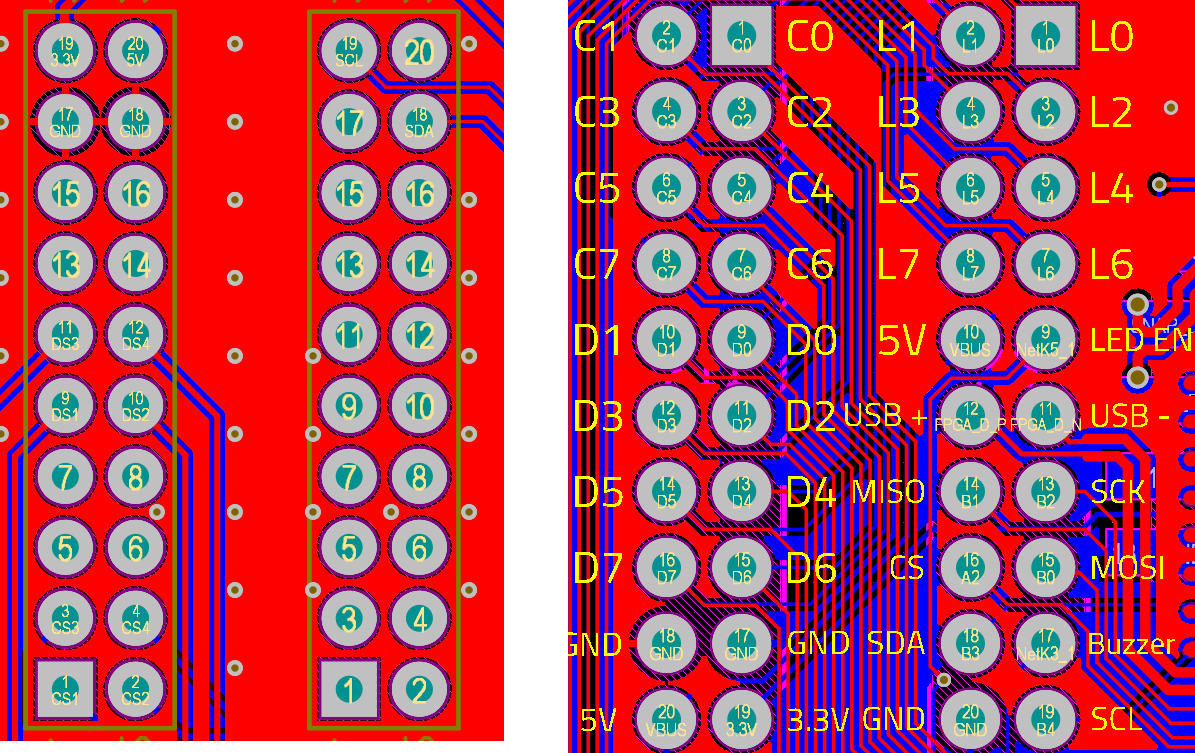 19 20 19 20
3.3V 5V SCL
17 18 17 18
GND GND SDA
15 16 15 16
13 14 13 14
11 12 11 12
DS3 DS4
9 10 9 10
DS1 DS2
7 8 7 8
5 6 5 6
3 4 3 4
CS3 CS4
1 2 1 2
CS1 CS2
C1 2 1 C0 L1 2 1 L0
C1 C0 L1 L0
C3 4 3 C2 L3 4 3 L2
C3 C2 L3 L2
C5 6 5 C4 L5 6 5 L4
C5 C4 L5 L4
C7 8 7 C6 L7 8 7 L6
C7 C6 L7 L6
D1 10 9 D0 5V 10 9 LED EN
D1 D0 VBUS NetK5_1
D3 12 11 D2 USB + 12 11 USB -
D3 D2 FPGA_D_P FPGA_D_N
D5 14 13 D4 MISO 14 13 SCK
D5 D4 B1 B2
D7 16 15 D6 CS 16 15 MOSI
D7 D6 A2 B0
GND 18 17 GND SDA 18 17 Buzzer
GND GND B3 NetK3_1
5V 20 19 3.3V GND 20 19 SCL
VBUS 3.3V GND B4